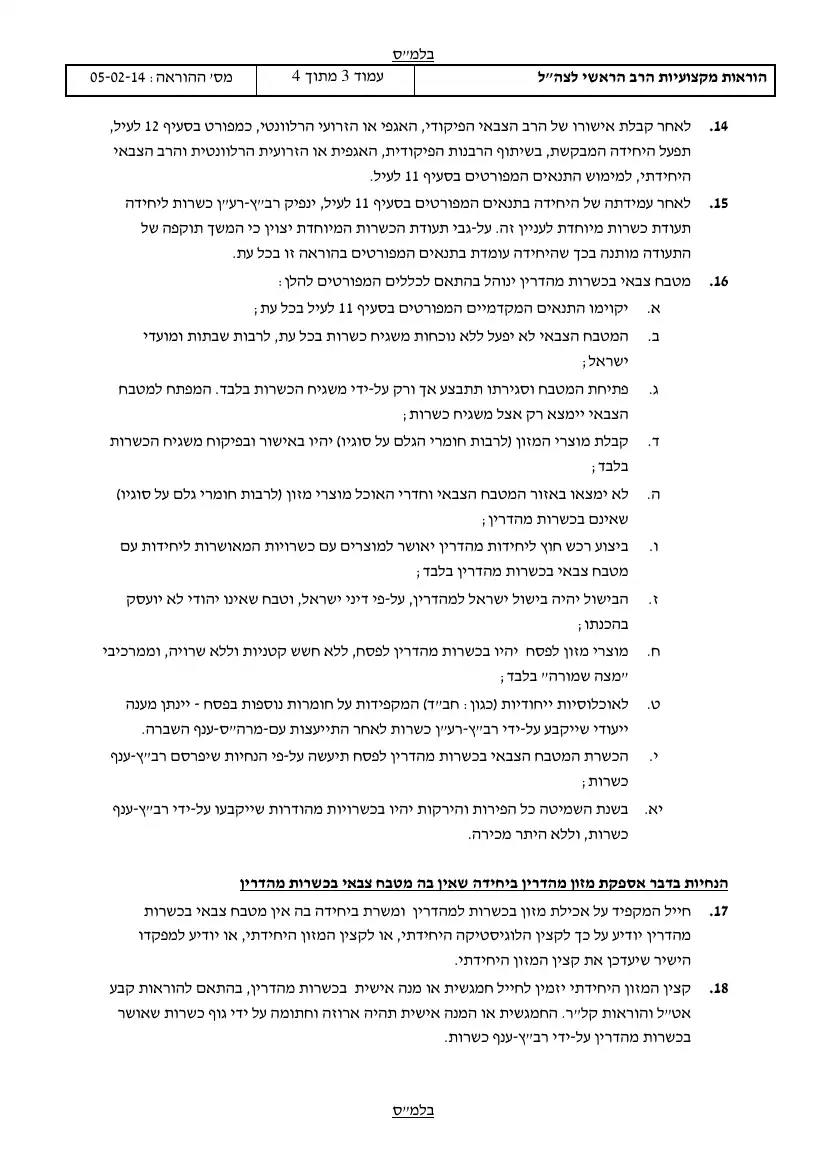 בלמ״ס
הוראות מקצועיות הרב הראשי לצה״ל עמוד 3 מתוך 4 מס׳ ההוראה: 05-02-14
14. לאחר קבלת אישורו של הרב הצבאי הפיקודי, האגפי או הזרועי הרלוונטי, כמפורט בסעיף 12 לעיל,
תפעל היחידה המבקשת, בשיתוף הרבנות הפיקודית, האגפית או הזרועית הרלוונטית והרב הצבאי
היחידתי, למימוש התנאים המפורטים בסעיף 11 לעיל.
15. לאחר עמידתה של היחידה בתנאים המפורטים בסעיף 11 לעיל, ינפיק רב״ץ-רע״ן כשרות ליחידה
תעודת כשרות מיוחדת לעניין זה. על-גבי תעודת הכשרות המיוחדת יצוין כי המשך תוקפה של
התעודה מותנה בכך שהיחידה עומדת בתנאים המפורטים בהוראה זו בכל עת.
16. מטבח צבאי בכשרות מהדרין ינוהל בהתאם לכללים המפורטים להלן:
א. יקוימו התנאים המקדמיים המפורטים בסעיף 11 לעיל בכל עת;
ב. המטבח הצבאי לא יפעל ללא נוכחות משגיח כשרות בכל עת, לרבות שבתות ומועדי
ישראל;
ג. פתיחת המטבח וסגירתו תתבצע אך ורק על-ידי משגיח הכשרות בלבד. המפתח למטבח
הצבאי יימצא רק אצל משגיח כשרות;
ד. קבלת מוצרי המזון (לרבות חומרי הגלם על סוגיו) יהיו באישור ובפיקוח משגיח הכשרות
בלבד;
ה. לא ימצאו באזור המטבח הצבאי וחדרי האוכל מוצרי מזון (לרבות חומרי גלם על סוגיו)
שאינם בכשרות מהדרין;
ו. ביצוע רכש חוץ ליחידות מהדרין יאושר למוצרים עם כשרויות המאושרות ליחידות עם
מטבח צבאי בכשרות מהדרין בלבד;
ז. הבישול יהיה בישול ישראל למהדרין, על-פי דיני ישראל, וטבח שאינו יהודי לא יועסק
בהכנתו;
ח. מוצרי מזון לפסח יהיו בכשרות מהדרין לפסח, ללא חשש קטניות וללא שרויה, וממרכיבי
״מצה שמורה״ בלבד;
ט. לאוכלוסיות ייחודיות (כגון: חב״ד) המקפידות על חומרות נוספות בפסח - יינתן מענה
ייעודי שייקבע על-ידי רב״ץ-רע״ן כשרות לאחר התייעצות עם-מרה״ס-ענף השברה.
י. הכשרת המטבח הצבאי בכשרות מהדרין לפסח תיעשה על-פי הנחיות שיפרסם רב״ץ-ענף
כשרות;
יא. בשנת השמיטה כל הפירות והירקות יהיו בכשרויות מהודרות שייקבעו על-ידי רב״ץ-ענף
כשרות, וללא היתר מכירה.
הנחיות בדבר אספקת מזון מהדרין ביחידה שאין בה מטבח צבאי בכשרות מהדרין
17. חייל המקפיד על אכילת מזון בכשרות למהדרין ומשרת ביחידה בה אין מטבח צבאי בכשרות
מהדרין יודיע על כך לקצין הלוגיסטיקה היחידתי, או לקצין המזון היחידתי, או יודיע למפקדו
הישיר שיעדכן את קצין המזון היחידתי.
18. קצין המזון היחידתי יזמין לחייל חמגשית או מנה אישית בכשרות מהדרין, בהתאם להוראות קבע
אט״ל והוראות קל״ר. החמגשית או המנה אישית תהיה ארוזה וחתומה על ידי גוף כשרות שאושר
בכשרות מהדרין על-ידי רב״ץ-ענף כשרות.
בלמ״ס